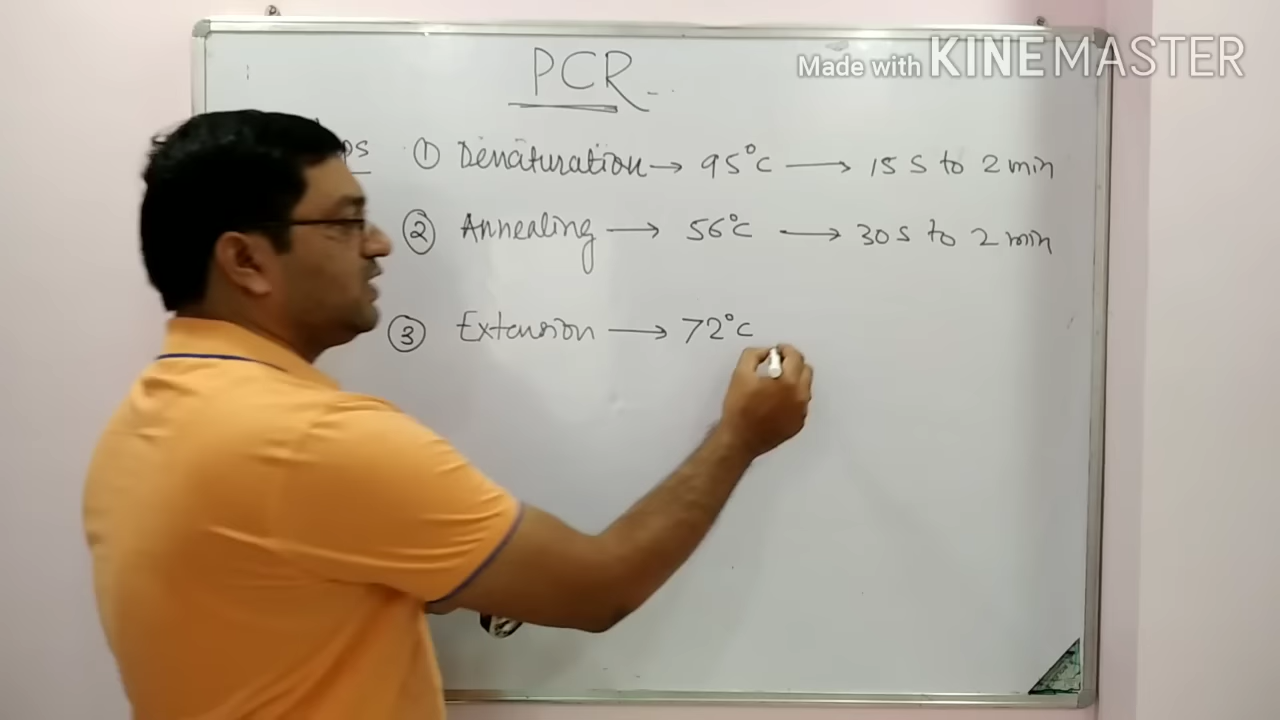 PCR
Made with KINEMASTER
① Denaturation → 95°C → 15 S to 2 min
② Annealing → 56°C → 30 S to 2 min
③ Extension → 72°C